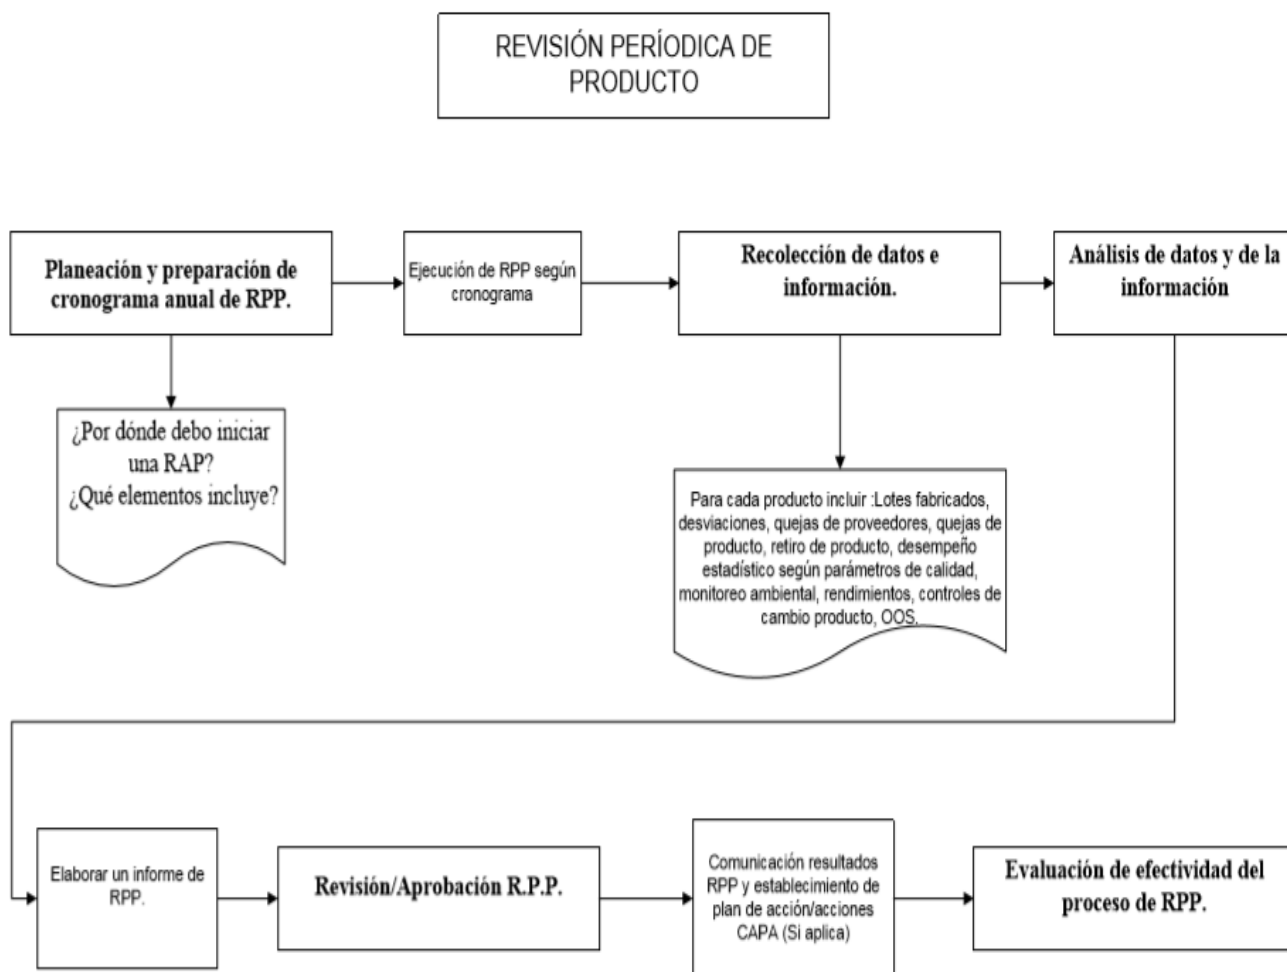 REVISIÓN PERÍODICA DE
PRODUCTO
Planeación y preparación de
cronograma anual de RPP.
Ejecución de RPP según
cronograma
Recolección de datos e
información.
Análisis de datos y de la
información
¿Por dónde debo iniciar
una RAP?
¿Qué elementos incluye?
Para cada producto incluir :Lotes fabricados,
desviaciones, quejas de proveedores, quejas de
producto, retiro de producto, desempeño
estadístico según parámetros de calidad,
monitoreo ambiental, rendimientos, controles de
cambio producto, OOS.
Elaborar un informe de
RPP.
Revisión/Aprobación R.P.P.
Comunicación resultados
RPP y establecimiento de
plan de acción/acciones
CAPA (Si aplica)
Evaluación de efectividad del
proceso de RPP.